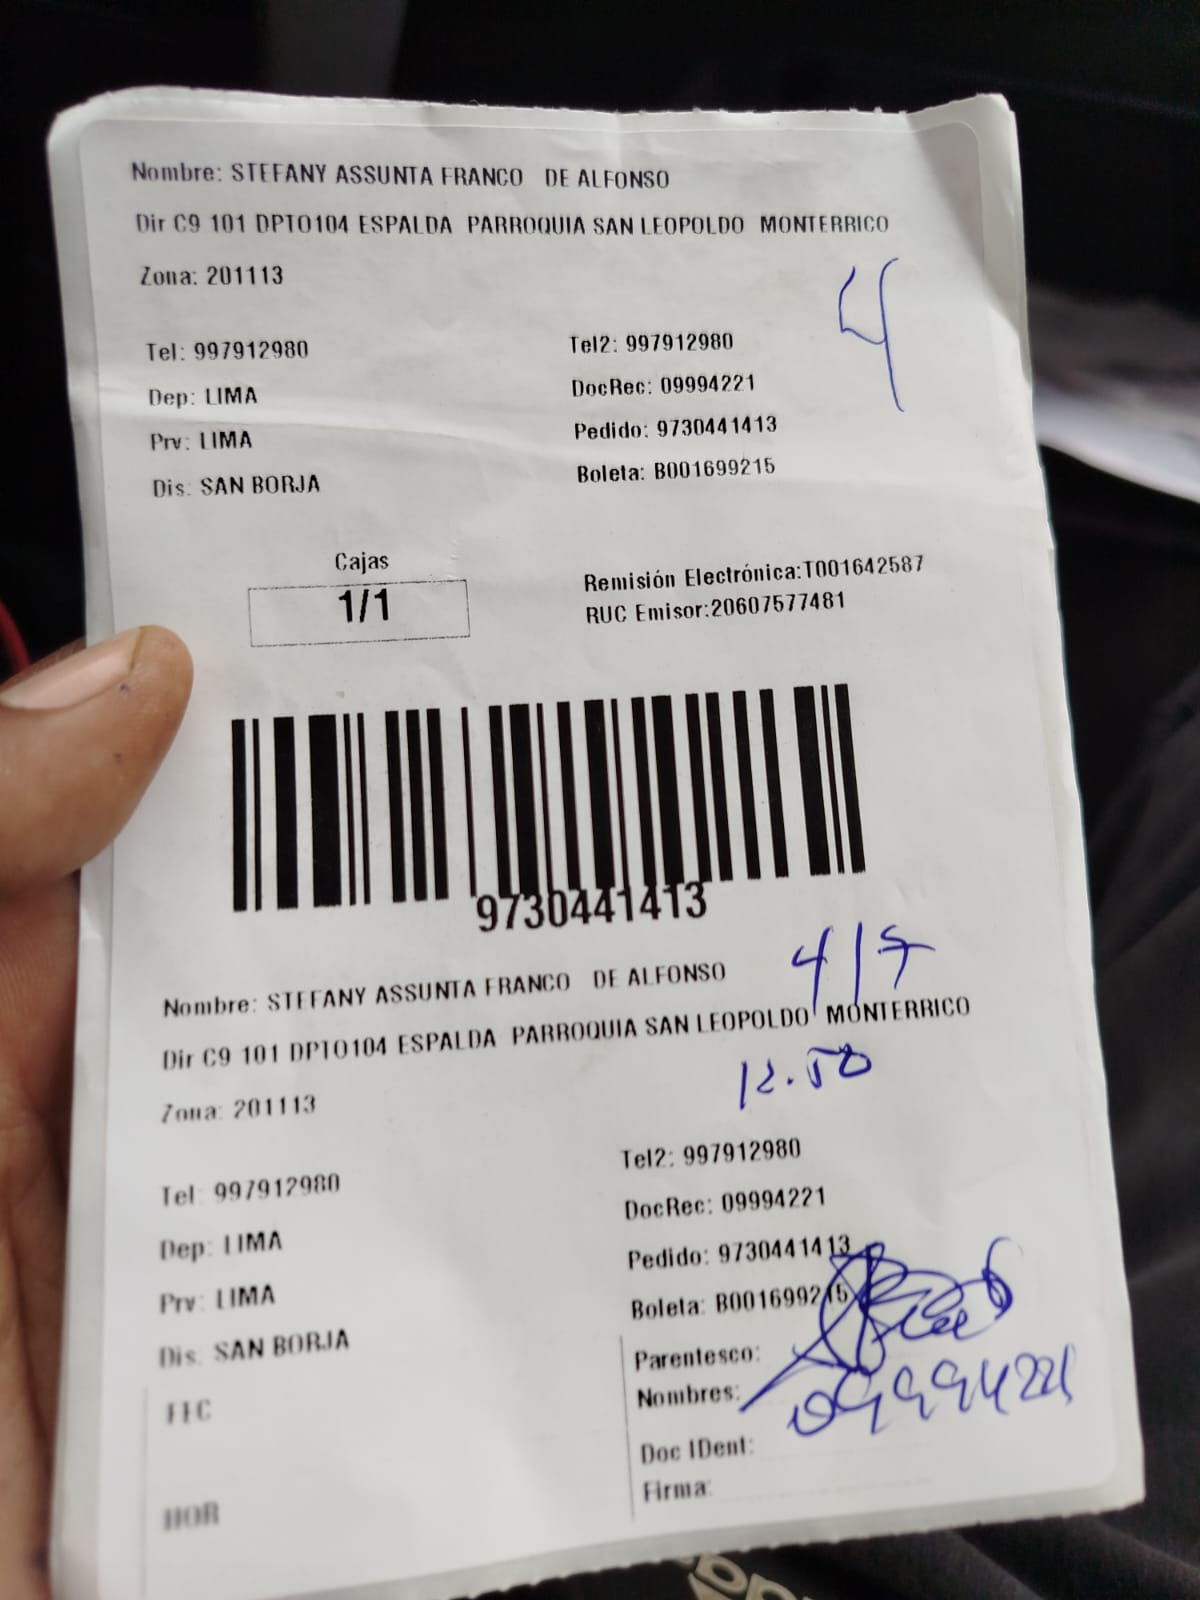 Nombre: STEFANY ASSUNTA FRANCO DE ALFONSO
Dir C9 101 DPTO104 ESPALDA PARROQUIA SAN LEOPOLDO MONTERRICO
Zona: 201113
4
Tel: 997912980 Tel2: 997912980
Dep: LIMA DocRec: 09994221
Prv: LIMA Pedido: 9730441413
Dis: SAN BORJA Boleta: B001699215
Cajas
1/1
Remisión Electrónica:T001642587
RUC Emisor:20607577481
9730441413
4/5
Nombre: STEFANY ASSUNTA FRANCO DE ALFONSO
Dir C9 101 DPTO104 ESPALDA PARROQUIA SAN LEOPOLDO MONTERRICO
12.50
Zona: 201113
Tel: 997912980 Tel2: 997912980
Dep: LIMA DocRec: 09994221
Prv: LIMA Pedido: 9730441413
Dis: SAN BORJA Boleta: B001699215
Parentesco:
Nombres:
09994221
Doc IDent:
Firma:
HOR